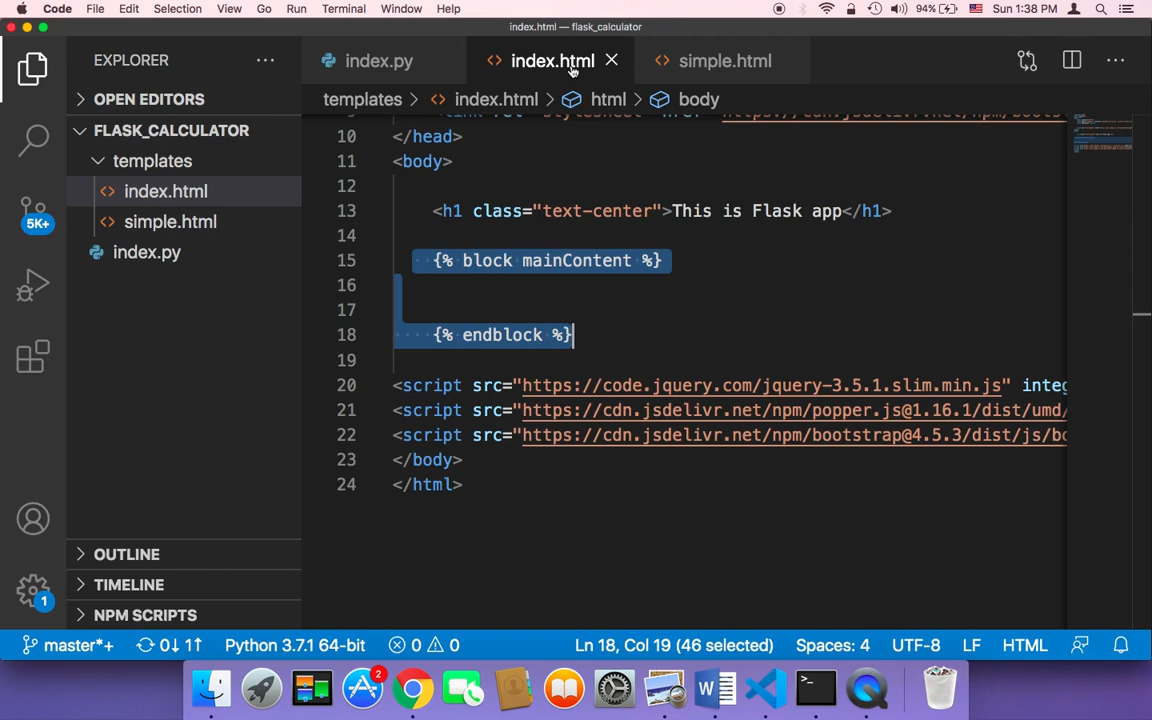 Code File Edit Selection View Go Run Terminal Window Help 94% Sun 1:38 PM
index.html — flask_calculator
EXPLORER
index.py
index.html
simple.html
OPEN EDITORS
templates index.html html body
FLASK_CALCULATOR
templates
index.html
simple.html
index.py
5K+
10 </head>
11 <body>
12
13 <h1 class="text-center">This is Flask app</h1>
14
15 {% block mainContent %}
16
17
18 {% endblock %}
19
20 <script src="https://code.jquery.com/jquery-3.5.1.slim.min.js" integ
21 <script src="https://cdn.jsdelivr.net/npm/popper.js@1.16.1/dist/umd/
22 <script src="https://cdn.jsdelivr.net/npm/bootstrap@4.5.3/dist/js/bo
23 </body>
24 </html>
OUTLINE
TIMELINE
NPM SCRIPTS
1
master*+ 0↓ 1↑ Python 3.7.1 64-bit 0 0 Ln 18, Col 19 (46 selected) Spaces: 4 UTF-8 LF HTML
2